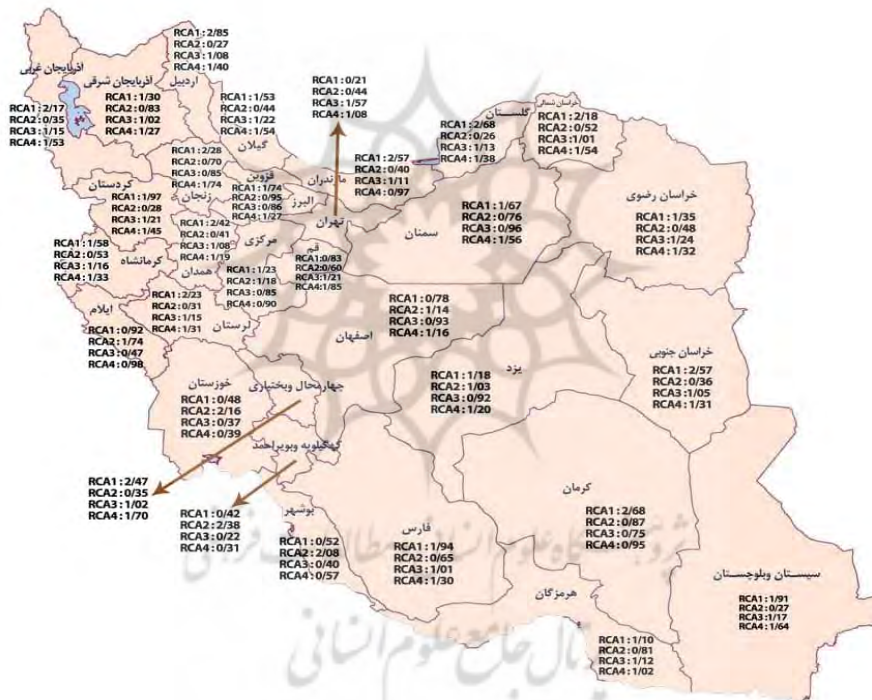 RCA1:2/85
RCA2:0/27
RCA3:1/08
RCA4:1/40
اردبیل
آذربایجان غربی
RCA1:2/17
RCA2:0/35
RCA3:1/15
RCA4:1/53
آذربایجان شرقی
RCA1:1/30
RCA2:0/83
RCA3:1/02
RCA4:1/27
RCA1:1/53
RCA2:0/44
RCA3:1/22
RCA4:1/54
گیلان
RCA1:0/21
RCA2:0/44
RCA3:1/57
RCA4:1/08
تهران
مازندران
RCA1:2/57
RCA2:0/40
RCA3:1/11
RCA4:0/97
گلستان
RCA1:2/68
RCA2:0/26
RCA3:1/13
RCA4:1/38
خراسان شمالی
RCA1:2/18
RCA2:0/52
RCA3:1/01
RCA4:1/54
خراسان رضوی
RCA1:1/35
RCA2:0/48
RCA3:1/24
RCA4:1/32
RCA1:2/28
RCA2:0/70
RCA3:0/85
RCA4:1/74
زنجان
قزوین
RCA1:1/74
RCA2:0/95
RCA3:0/86
RCA4:1/27
البرز
کردستان
RCA1:1/97
RCA2:0/28
RCA3:1/21
RCA4:1/45
سمنان
RCA1:1/67
RCA2:0/76
RCA3:0/96
RCA4:1/56
RCA1:2/42
RCA2:0/41
RCA3:1/08
RCA4:1/19
همدان
مرکزی
RCA1:1/23
RCA2:1/18
RCA3:0/85
RCA4:0/90
قم
RCA1:0/83
RCA2:0/60
RCA3:1/21
RCA4:1/85
RCA1:1/58
RCA2:0/53
RCA3:1/16
RCA4:1/33
کرمانشاه
ایلام
RCA1:0/92
RCA2:1/74
RCA3:0/47
RCA4:0/98
RCA1:2/23
RCA2:0/31
RCA3:1/15
RCA4:1/31
لرستان
اصفهان
RCA1:0/78
RCA2:1/14
RCA3:0/93
RCA4:1/16
یزد
RCA1:1/18
RCA2:1/03
RCA3:0/92
RCA4:1/20
خراسان جنوبی
RCA1:2/57
RCA2:0/36
RCA3:1/05
RCA4:1/31
خوزستان
RCA1:0/48
RCA2:2/16
RCA3:0/37
RCA4:0/39
چهارمحال وبختیاری
RCA1:2/47
RCA2:0/35
RCA3:1/02
RCA4:1/70
کهگیلویه وبویراحمد
RCA1:0/42
RCA2:2/38
RCA3:0/22
RCA4:0/31
بوشهر
RCA1:0/52
RCA2:2/08
RCA3:0/40
RCA4:0/57
فارس
RCA1:1/94
RCA2:0/65
RCA3:1/01
RCA4:1/30
کرمان
RCA1:2/68
RCA2:0/87
RCA3:0/75
RCA4:0/95
سیستان وبلوچستان
RCA1:1/91
RCA2:0/27
RCA3:1/17
RCA4:1/64
هرمزگان
RCA1:1/10
RCA2:0/81
RCA3:1/12
RCA4:1/02
پرتال جامع علوم انسانی